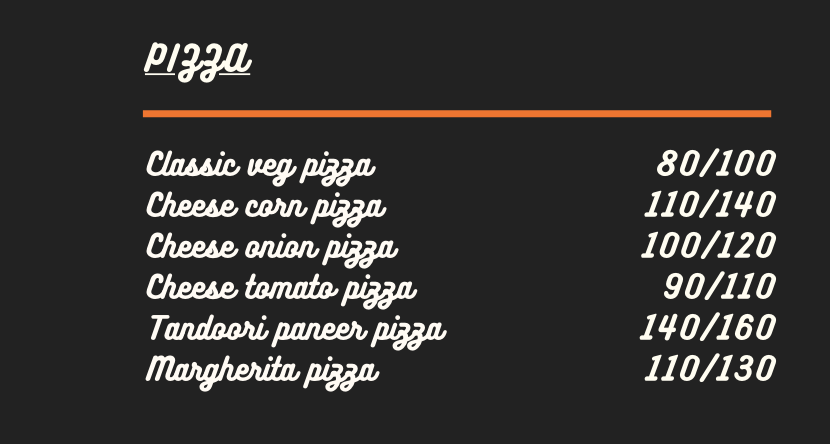 PIZZA
Classic veg pizza 80/100
Cheese corn pizza 110/140
Cheese onion pizza 100/120
Cheese tomato pizza 90/110
Tandoori paneer pizza 140/160
Margherita pizza 110/130